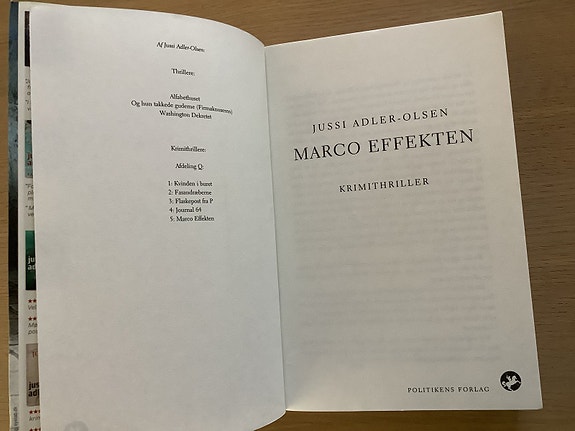 Af Jussi Adler-Olsen:
Thrillere:
Alfabethuset
Og hun takkede guderne (Firmaknuseren)
Washington Dekretet
Krimithrillere:
Afdeling Q:
1: Kvinden i buret
2: Fasandræberne
3: Flaskepost fra P
4: Journal 64
5: Marco Effekten
JUSSI ADLER-OLSEN
MARCO EFFEKTEN
KRIMITHRILLER
POLITIKENS FORLAG